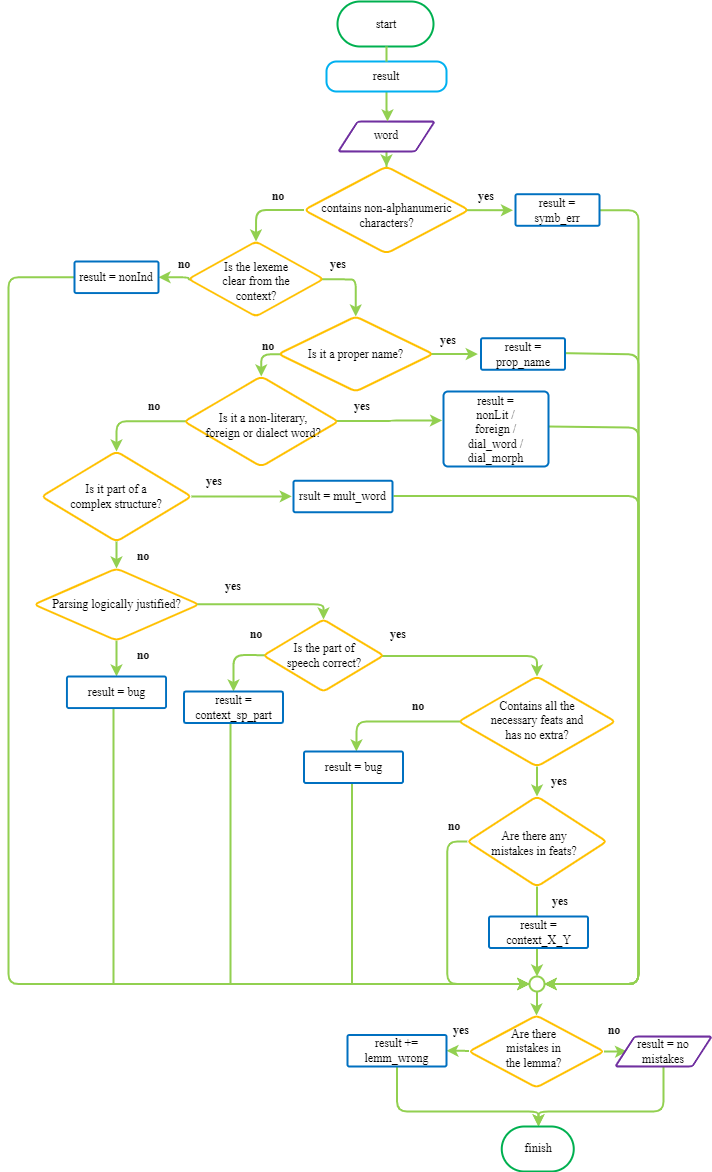 start
result
word
no
yes
contains non-alphanumeric
characters?
result =
symb_err
no
yes
Is the lexeme
clear from the
context?
result = nonInd
no
yes
Is it a proper name?
result =
prop_name
no
yes
Is it a non-literary,
foreign or dialect word?
result =
nonLit /
foreign /
dial_word /
dial_morph
yes
Is it part of a
complex structure?
rsult = mult_word
no
yes
Parsing logically justified?
no
no
yes
Is the part of
speech correct?
result = bug
result =
context_sp_part
no
Contains all the
necessary feats and
has no extra?
result = bug
yes
no
Are there any
mistakes in feats?
yes
result =
context_X_Y
yes
no
Are there
mistakes in
the lemma?
result +=
lemm_wrong
result = no
mistakes
finish